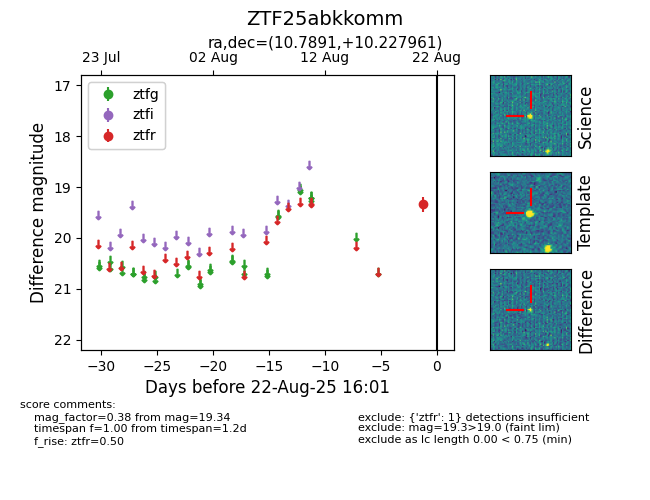 ZTF25abkkomm
ra,dec=(10.7891,+10.227961)
23 Jul 02 Aug 12 Aug 22 Aug
17
18
19
20
21
22
Difference magnitude
ztfg
ztfi
ztfr
−30 −25 −20 −15 −10 −5 0
Days before 22-Aug-25 16:01
Science
Template
Difference
score comments:
mag_factor=0.38 from mag=19.34
timespan f=1.00 from timespan=1.2d
f_rise: ztfr=0.50
exclude: {'ztfr': 1} detections insufficient
exclude: mag=19.3>19.0 (faint lim)
exclude as lc length 0.00 < 0.75 (min)